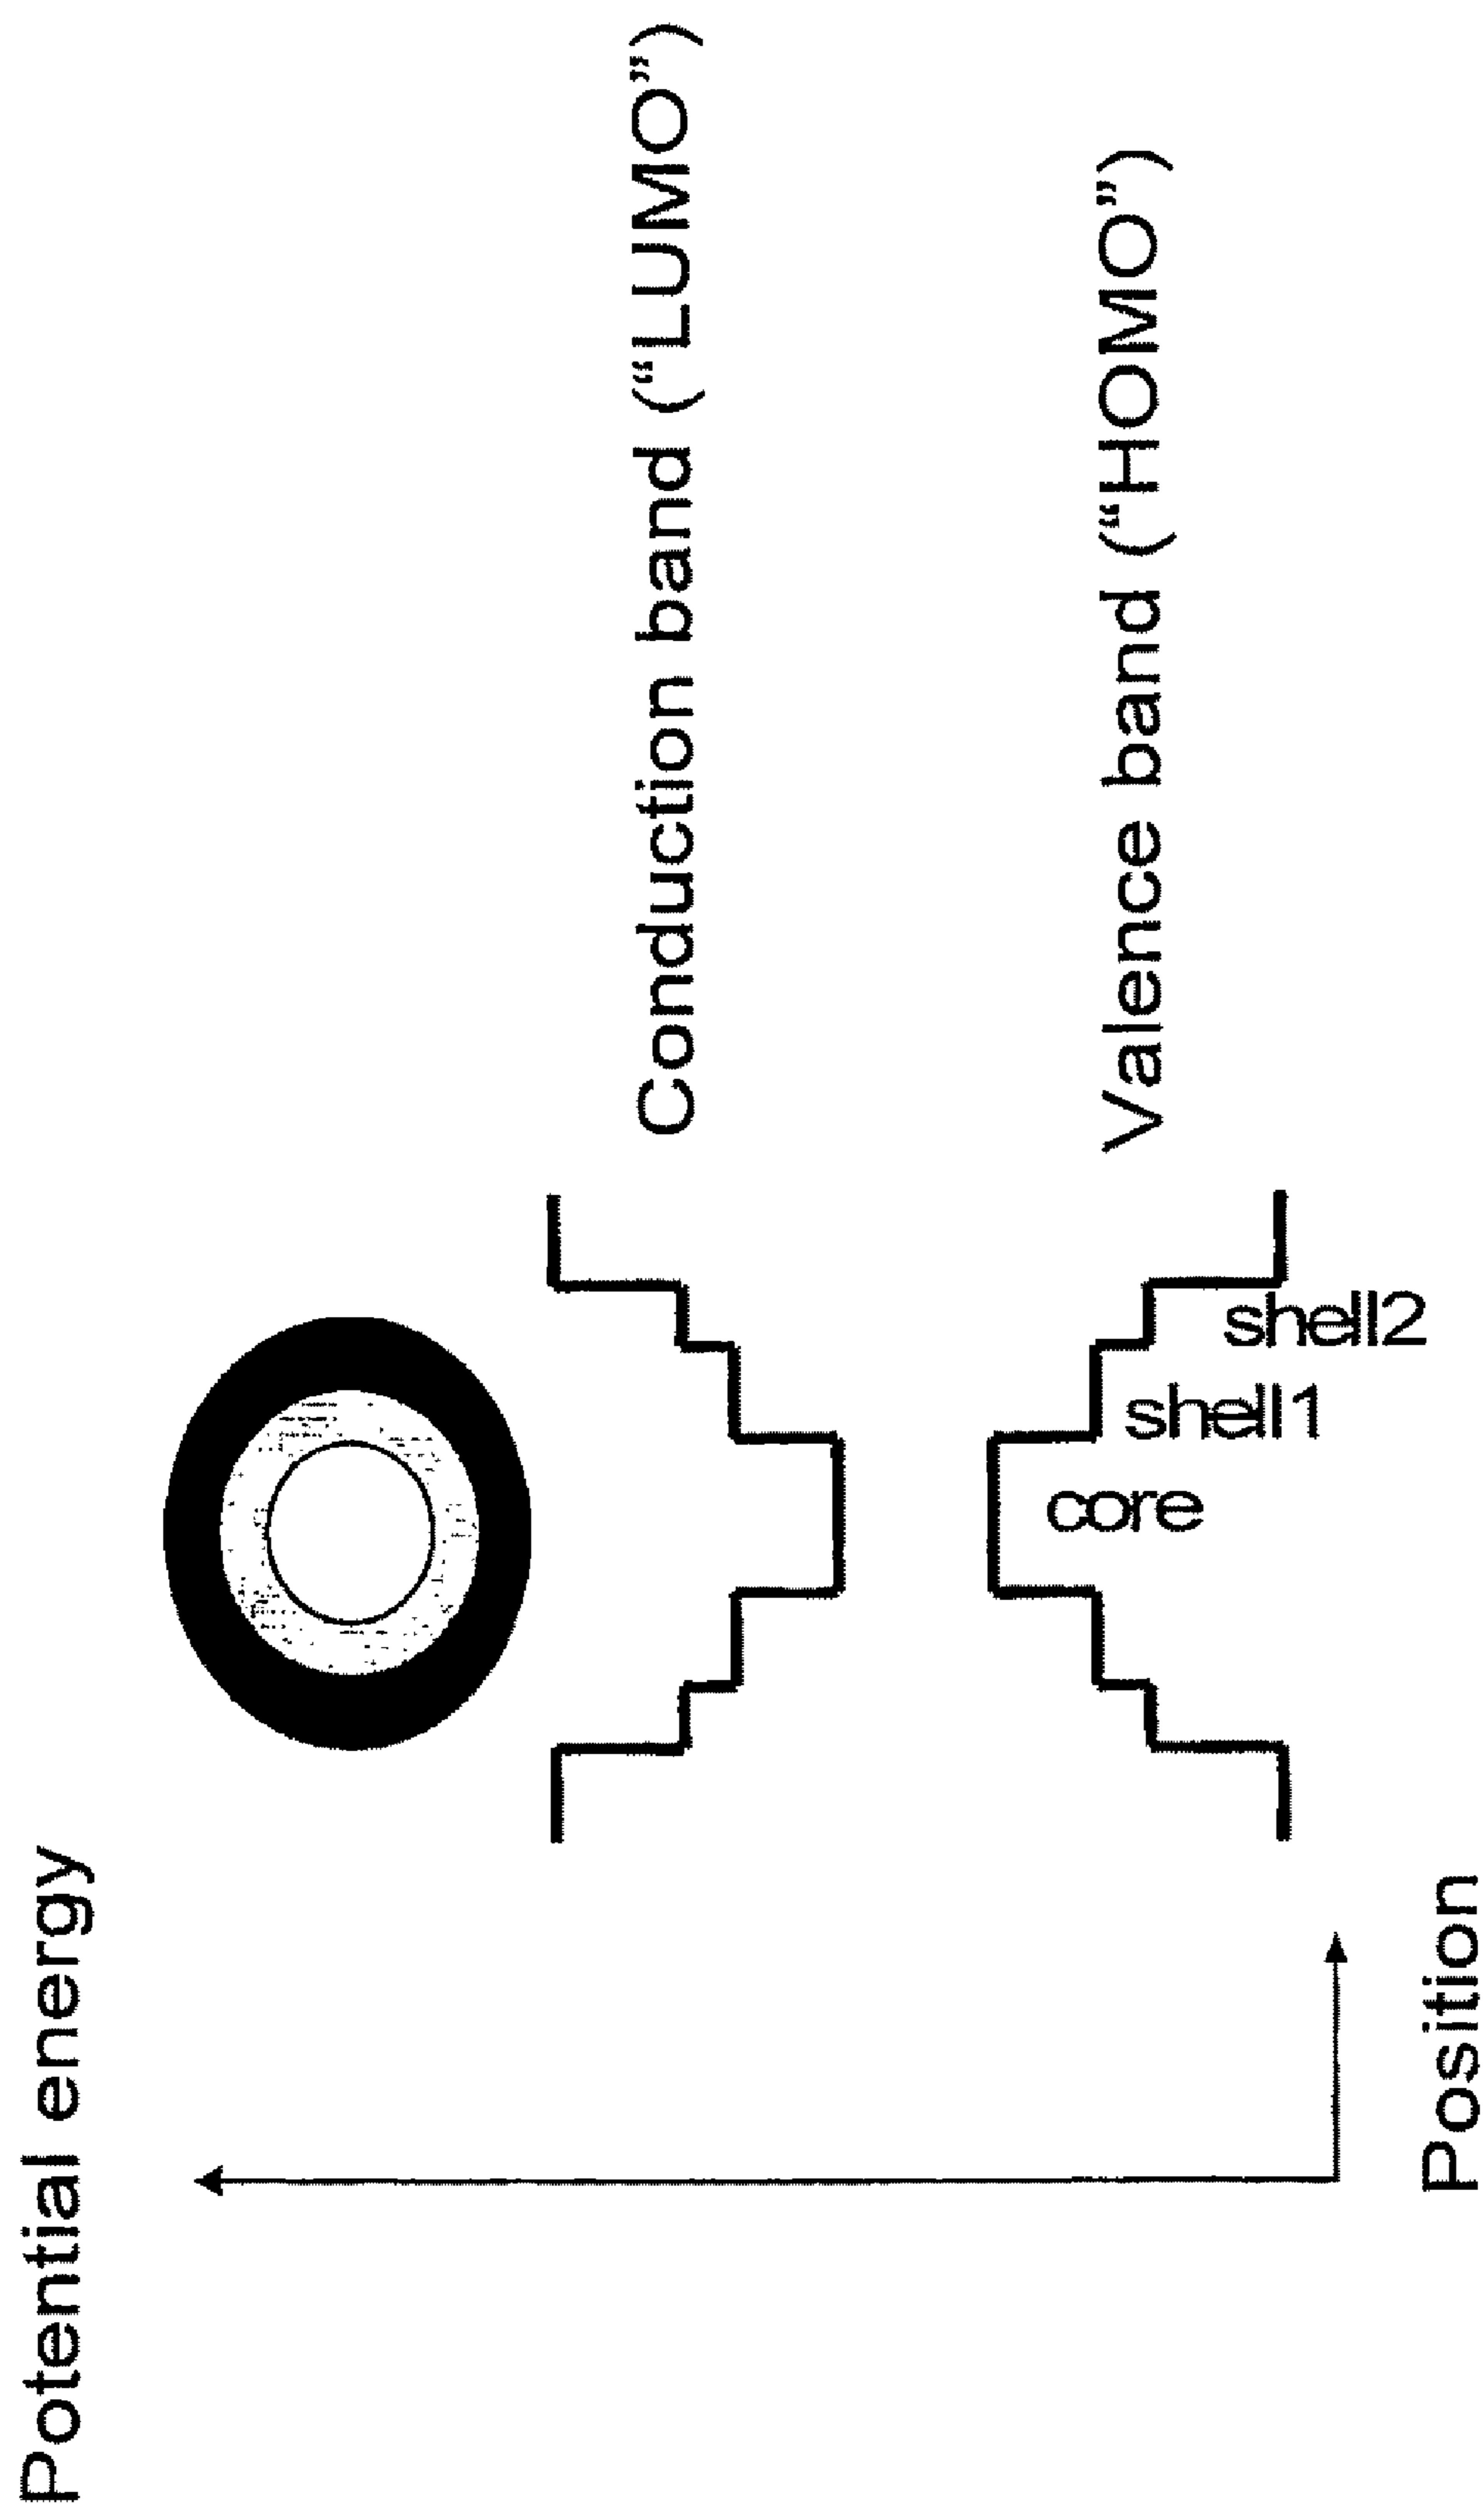 Potential energy
Conduction band (“LUMO”)
Valence band (“HOMO”)
core
shell1
shell2
Position